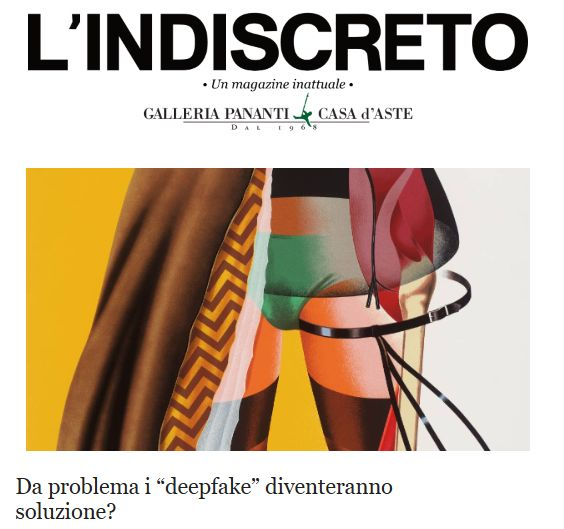 L’INDISCRETO
• Un magazine inattuale •
GALLERIA PANANTI CASA d'ASTE
DAL 1968
Da problema i “deepfake” diventeranno
soluzione?